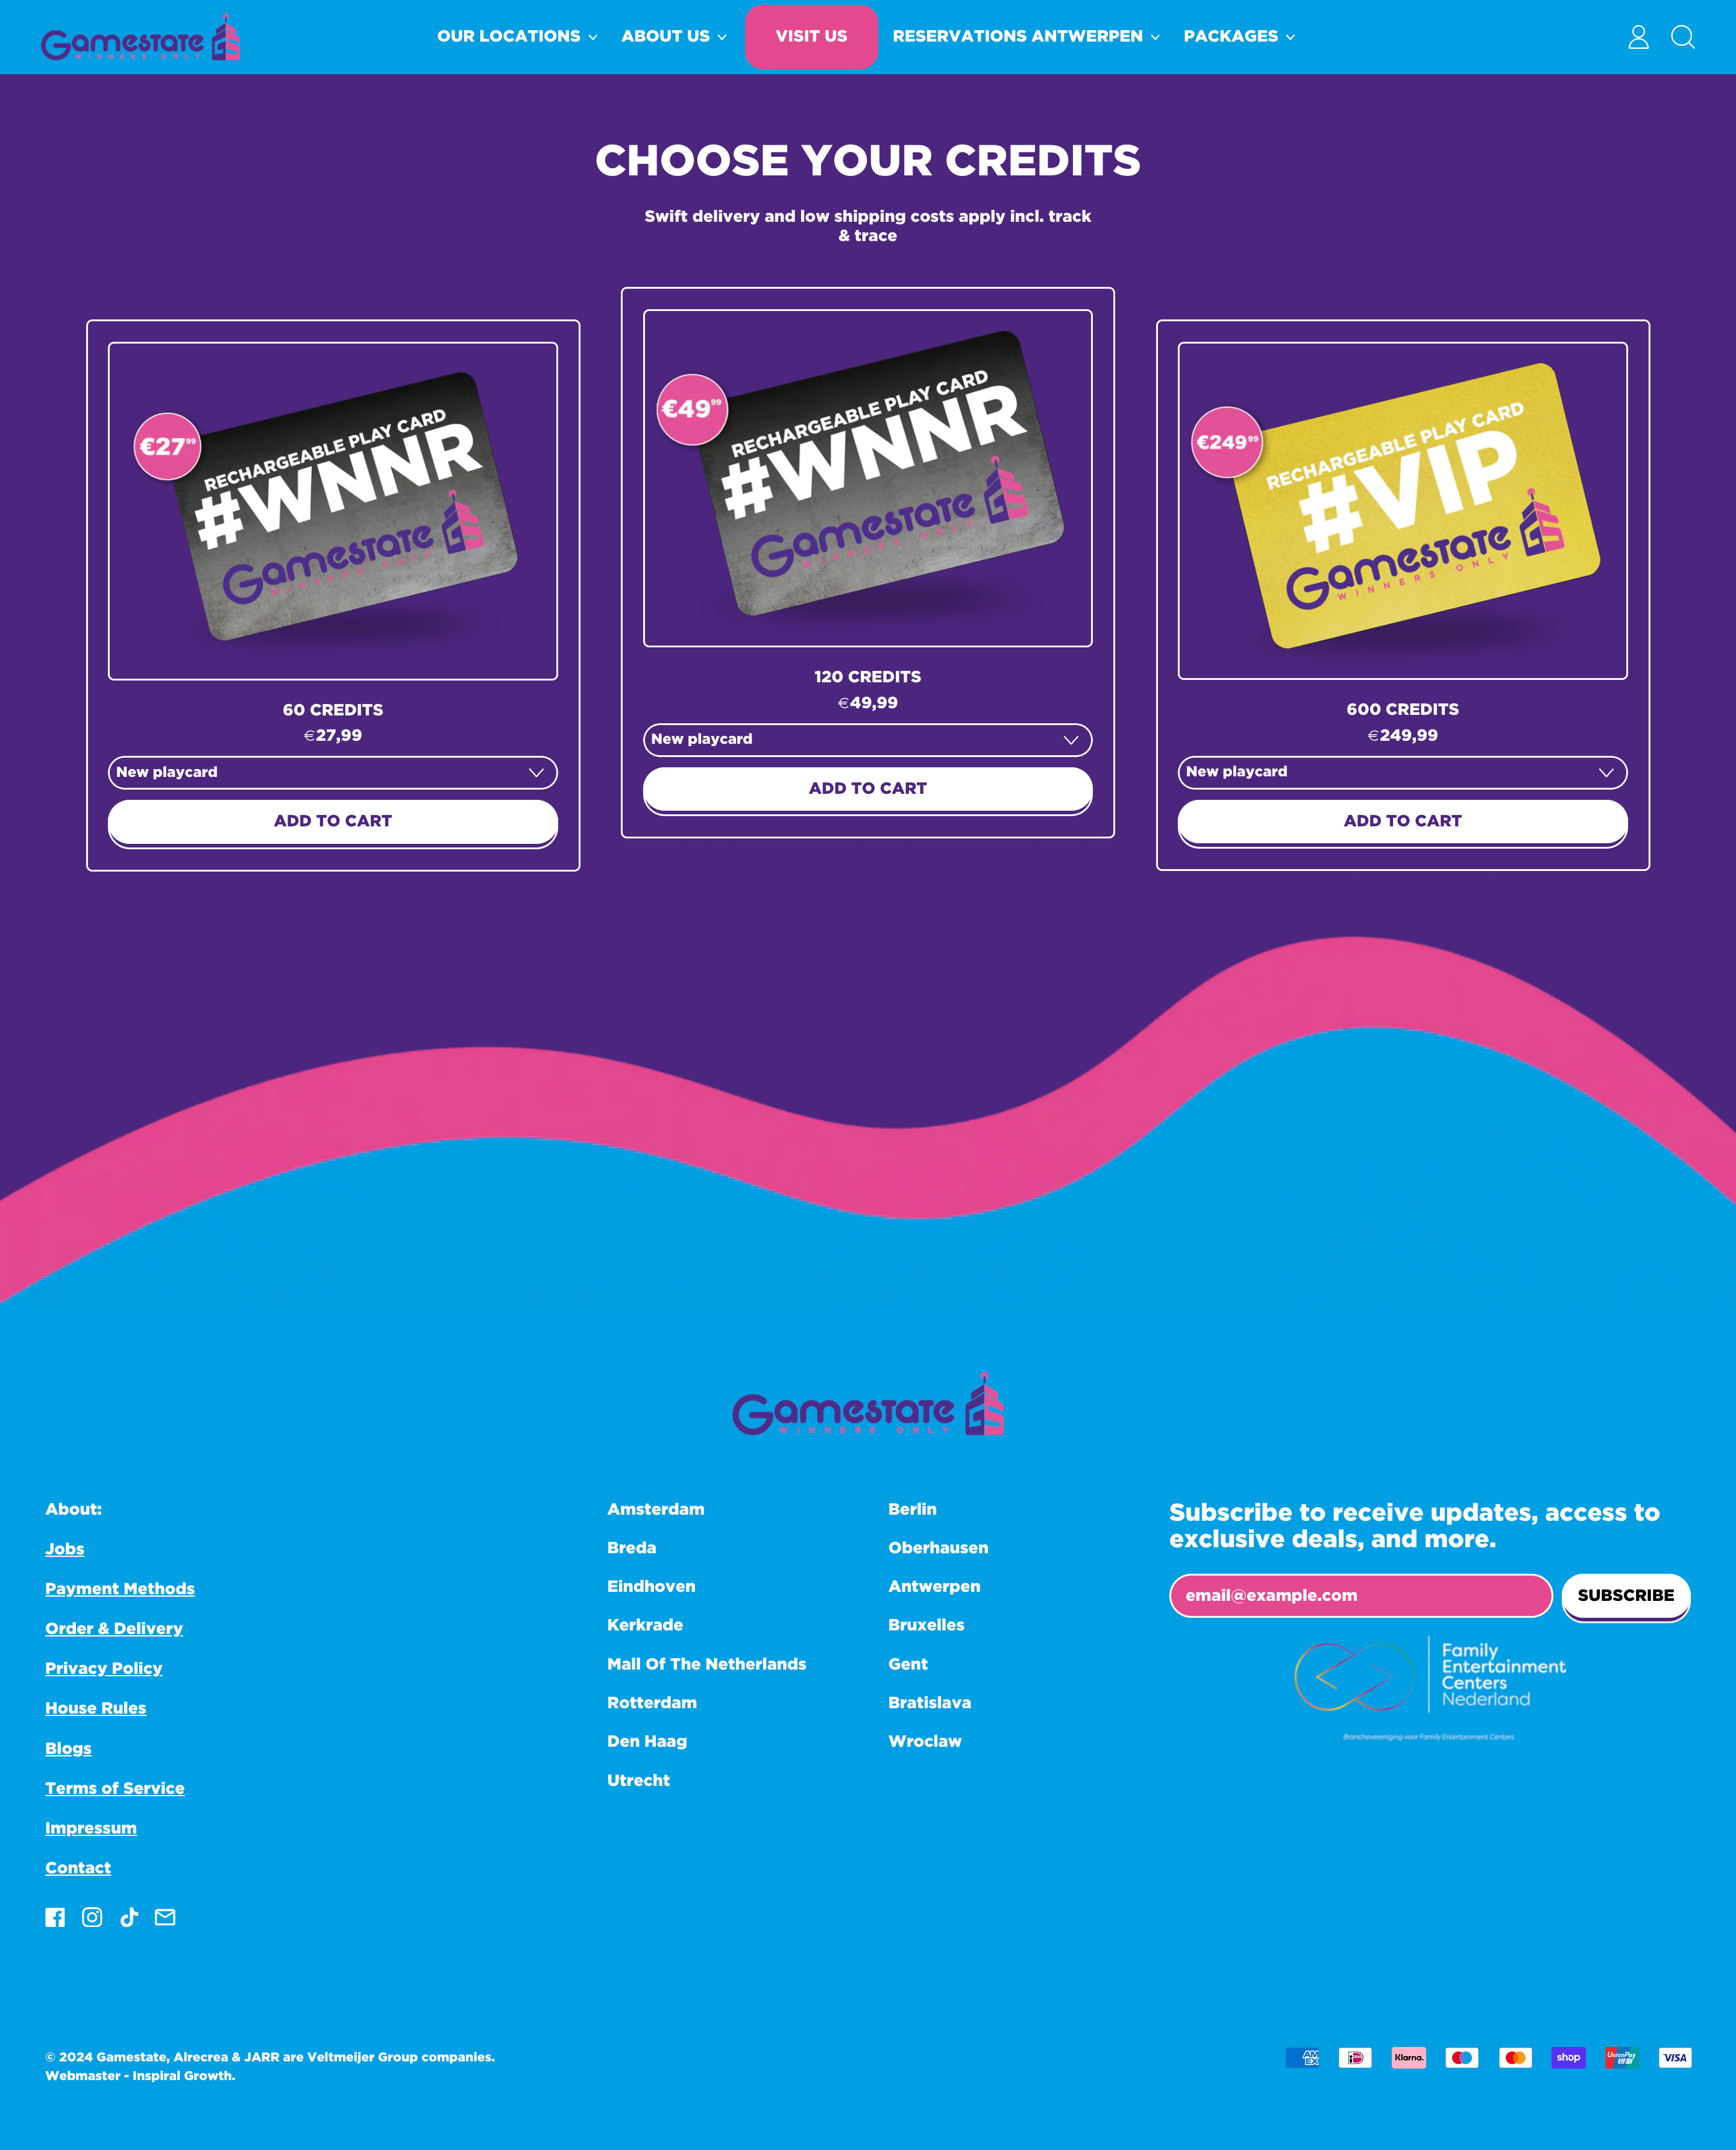 Gamestate
WINNERS ONLY
OUR LOCATIONS
ABOUT US
VISIT US
RESERVATIONS ANTWERPEN
PACKAGES
CHOOSE YOUR CREDITS
Swift delivery and low shipping costs apply incl. track
& trace
€27⁹⁹
RECHARGEABLE PLAY CARD
#WNNR
Gamestate
WINNERS ONLY
60 CREDITS
€27,99
New playcard
ADD TO CART
€49⁹⁹
RECHARGEABLE PLAY CARD
#WNNR
Gamestate
WINNERS ONLY
120 CREDITS
€49,99
New playcard
ADD TO CART
€249⁹⁹
RECHARGEABLE PLAY CARD
#VIP
Gamestate
WINNERS ONLY
600 CREDITS
€249,99
New playcard
ADD TO CART
Gamestate
WINNERS ONLY
About:
Jobs
Payment Methods
Order & Delivery
Privacy Policy
House Rules
Blogs
Terms of Service
Impressum
Contact
Amsterdam
Breda
Eindhoven
Kerkrade
Mall Of The Netherlands
Rotterdam
Den Haag
Utrecht
Berlin
Oberhausen
Antwerpen
Bruxelles
Gent
Bratislava
Wroclaw
Subscribe to receive updates, access to
exclusive deals, and more.
email@example.com
SUBSCRIBE
Family
Entertainment
Centers
Nederland
Branchevereniging voor Family Entertainment Centers
© 2024 Gamestate, Alrecrea & JARR are Veltmeijer Group companies.
Webmaster - Inspiral Growth.
AMEX
iD
Klarna.
shop
UnionPay
VISA